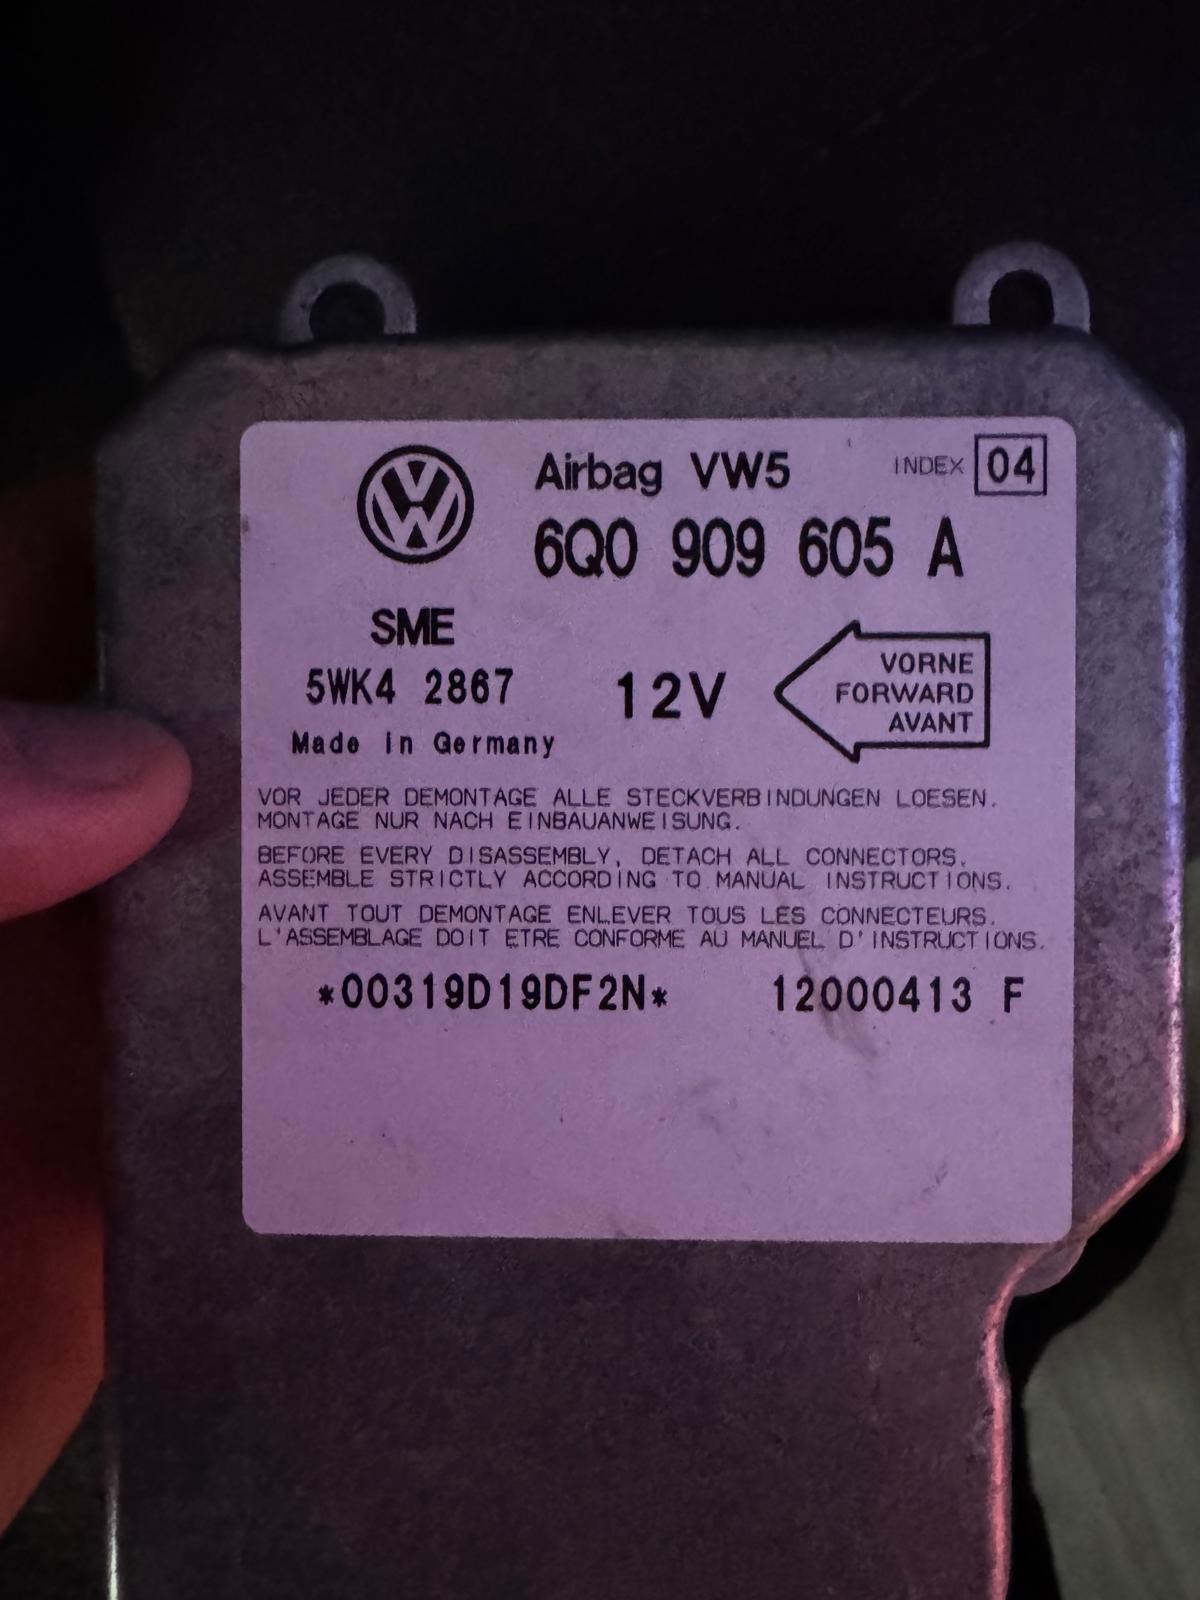 Airbag VW5 INDEX 04
6Q0 909 605 A
SME
5WK4 2867 12V
VORNE
FORWARD
AVANT
Made in Germany
VOR JEDER DEMONTAGE ALLE STECKVERBINDUNGEN LOESEN.
MONTAGE NUR NACH EINBAUANWEISUNG.
BEFORE EVERY DISASSEMBLY, DETACH ALL CONNECTORS.
ASSEMBLE STRICTLY ACCORDING TO MANUAL INSTRUCTIONS.
AVANT TOUT DEMONTAGE ENLEVER TOUS LES CONNECTEURS.
L'ASSEMBLAGE DOIT ETRE CONFORME AU MANUEL D'INSTRUCTIONS.
*00319D19DF2N* 12000413 F